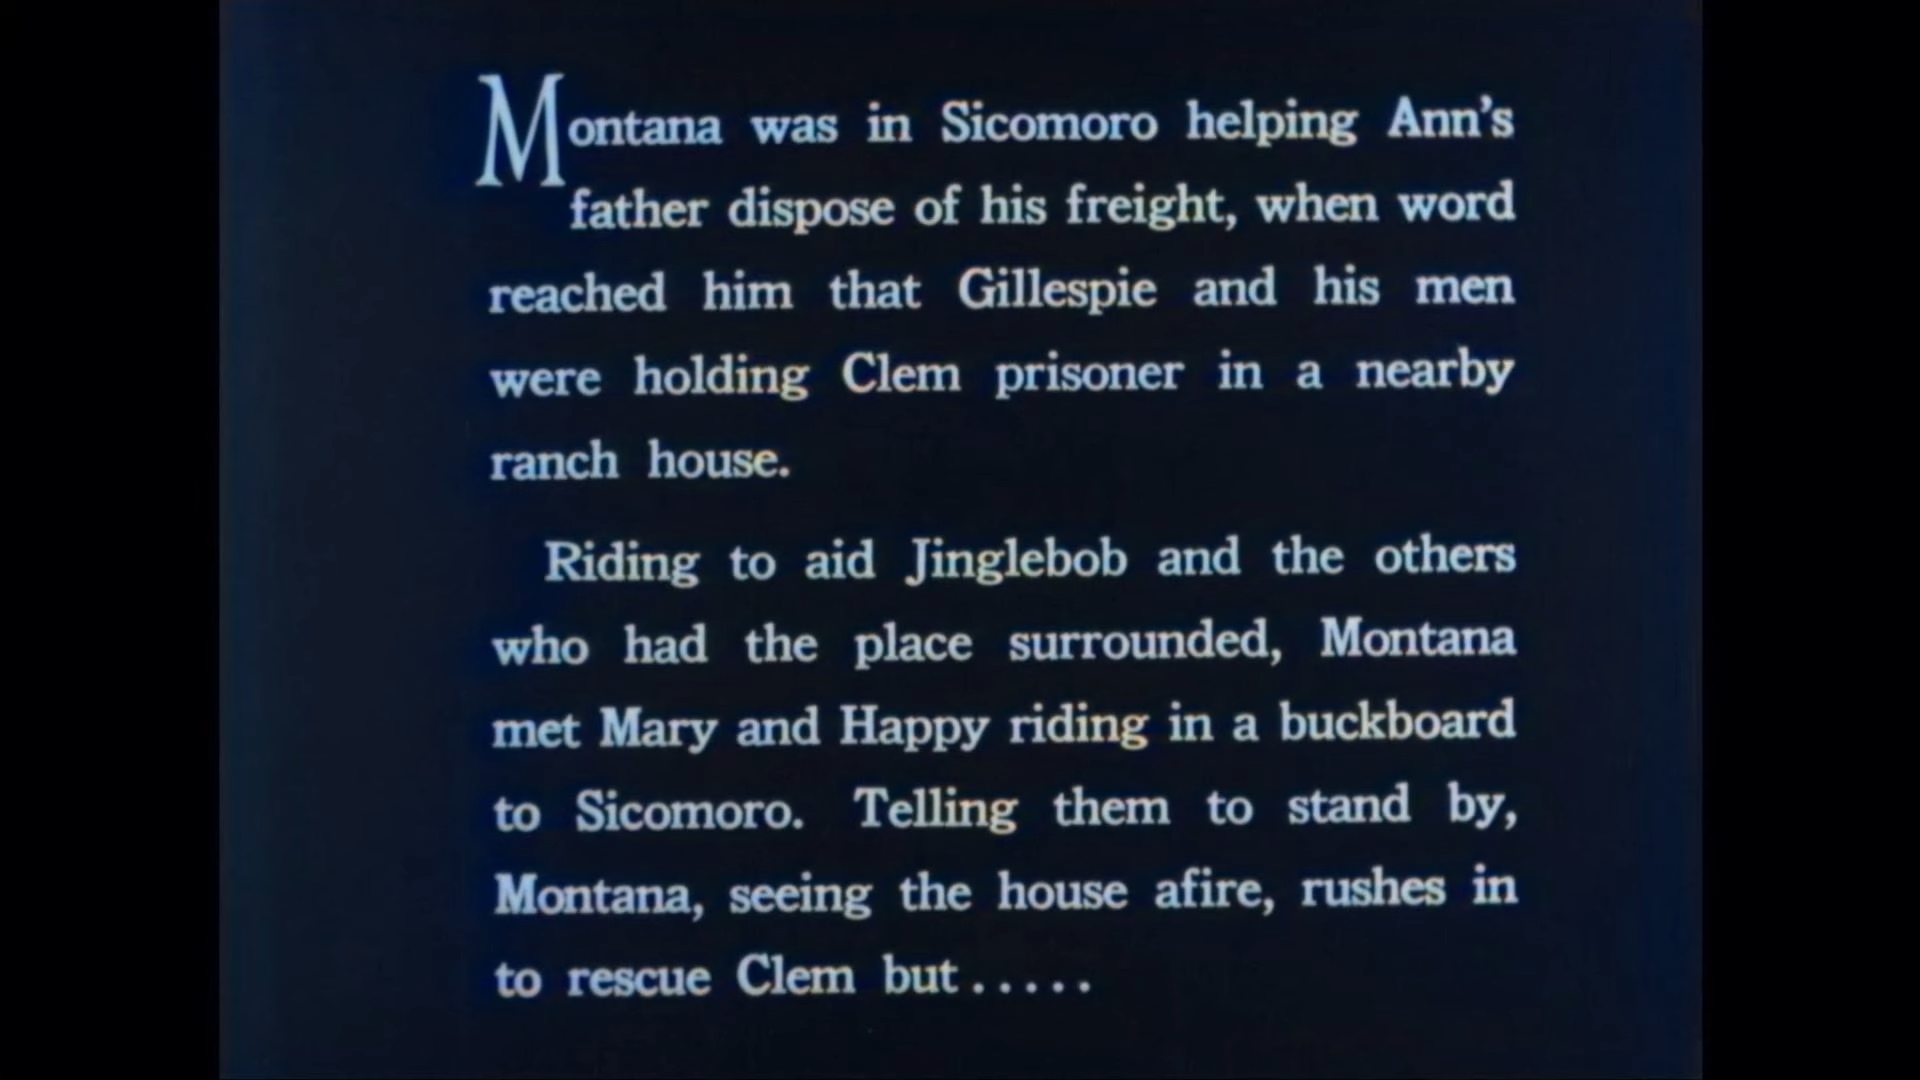 Montana was in Sicomoro helping Ann's
father dispose of his freight, when word
reached him that Gillespie and his men
were holding Clem prisoner in a nearby
ranch house.
Riding to aid Jinglebob and the others
who had the place surrounded, Montana
met Mary and Happy riding in a buckboard
to Sicomoro. Telling them to stand by,
Montana, seeing the house afire, rushes in
to rescue Clem but.....